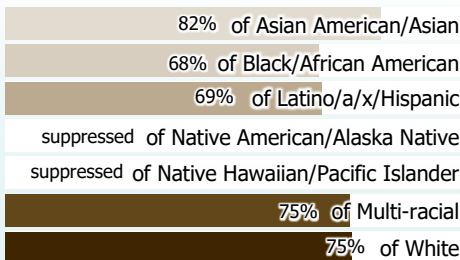 82% of Asian American/Asian
68% of Black/African American
69% of Latino/a/x/Hispanic
suppressed of Native American/Alaska Native
suppressed of Native Hawaiian/Pacific Islander
75% of Multi-racial
75% of White